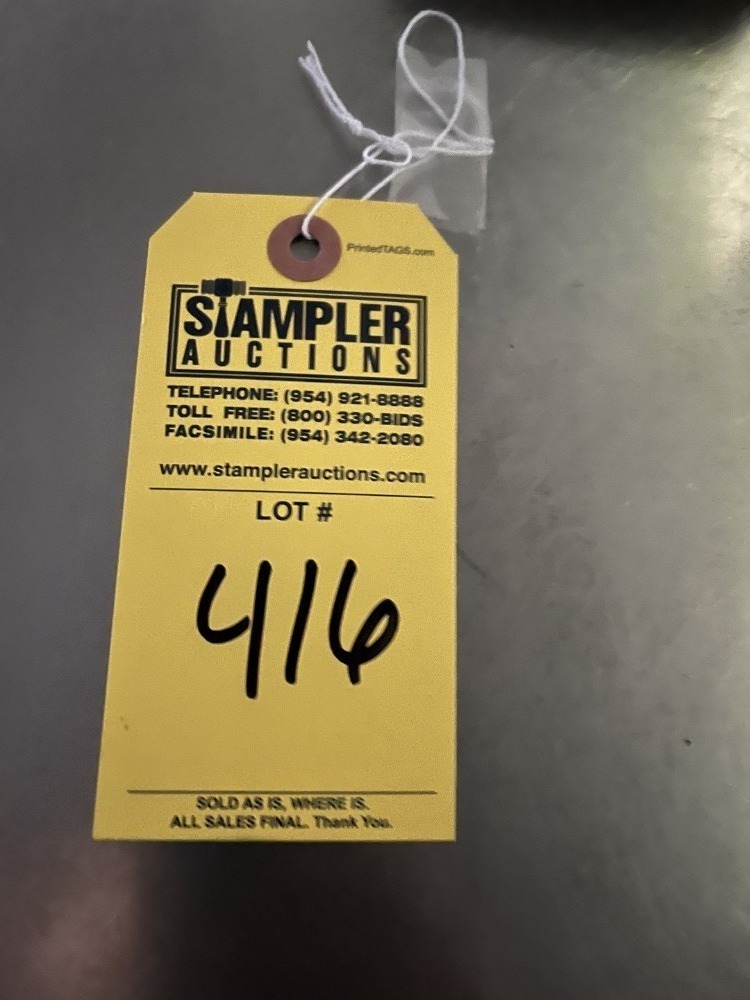 PrintedTAGS.com
STAMPLER
AUCTIONS
TELEPHONE: (954) 921-8888
TOLL FREE: (800) 330-BIDS
FACSIMILE: (954) 342-2080
www.stamplerauctions.com
LOT #
416
SOLD AS IS, WHERE IS.
ALL SALES FINAL. Thank You.